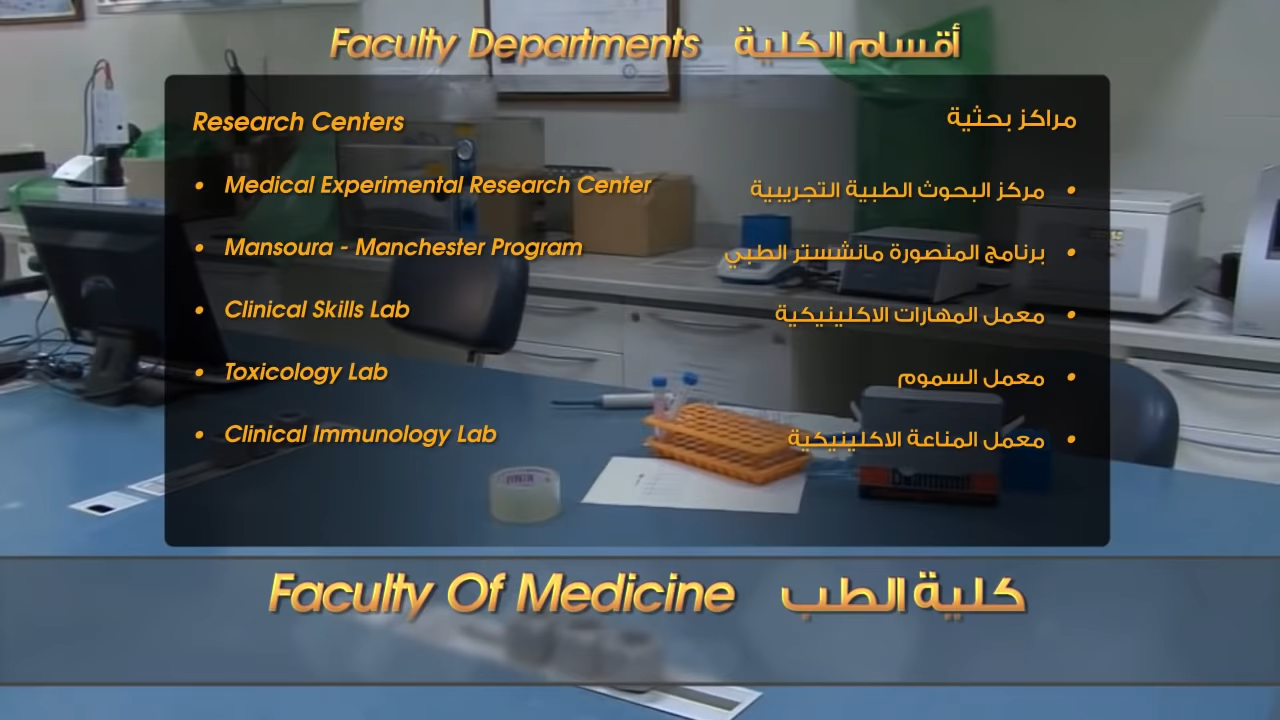 Faculty Departments أقسام الكلية
Research Centers مراكز بحثية
• Medical Experimental Research Center مركز البحوث الطبية التجريبية •
• Mansoura - Manchester Program برنامج المنصورة مانشستر الطبي •
• Clinical Skills Lab معمل المهارات الاكلينيكية •
• Toxicology Lab معمل السموم •
• Clinical Immunology Lab معمل المناعة الاكلينيكية •
Faculty Of Medicine كلية الطب